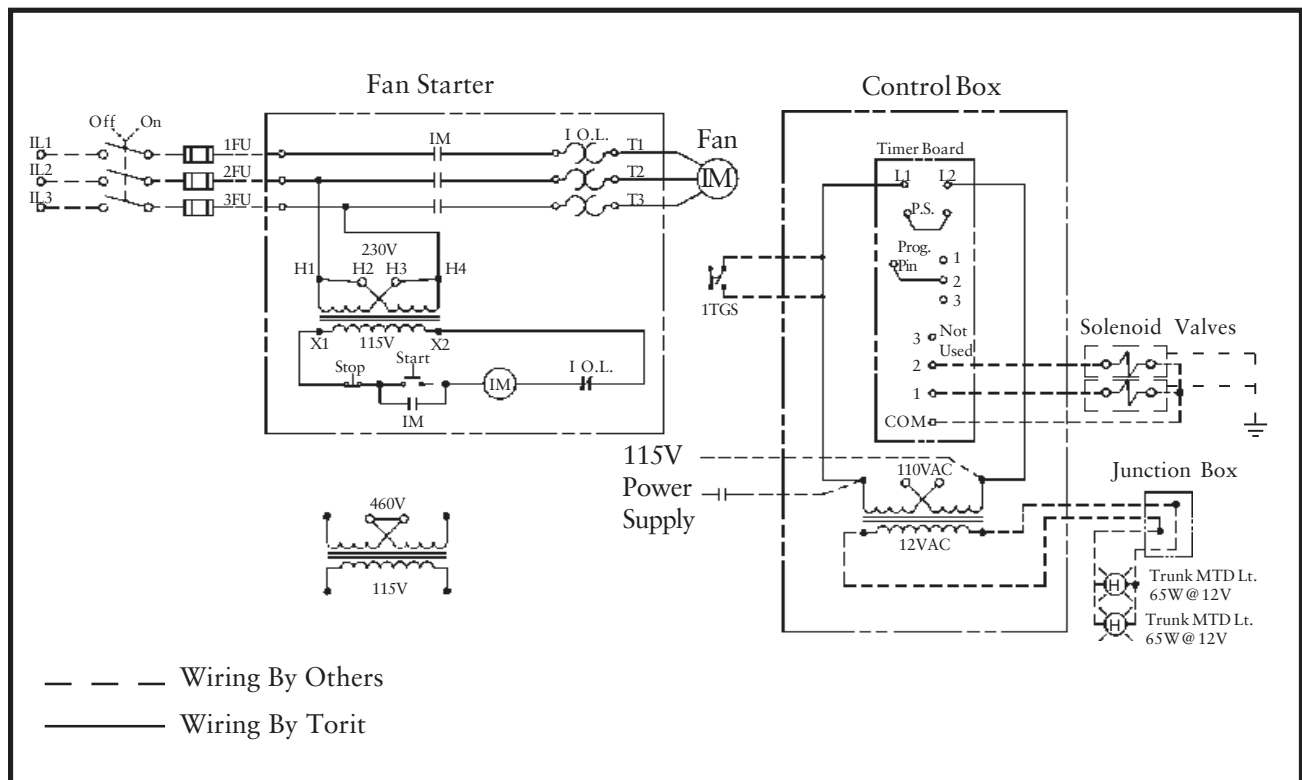 Fan Starter
Control Box
Off On
IL1
IL2
IL3
1FU
2FU
3FU
IM
I O.L.
T1
T2
T3
Fan
IM
230V
H1 H2 H3 H4
X1 115V X2
Stop
Start
IM
I O.L.
IM
460V
115V
Timer Board
L1 L2
P.S.
Prog.
Pin
1
2
3
1TGS
3 Not
Used
2
1
COM
Solenoid Valves
115V
Power
Supply
110VAC
12VAC
Junction Box
H
Trunk MTD Lt.
65W@12V
H
Trunk MTD Lt.
65W@12V
Wiring By Others
Wiring By Torit